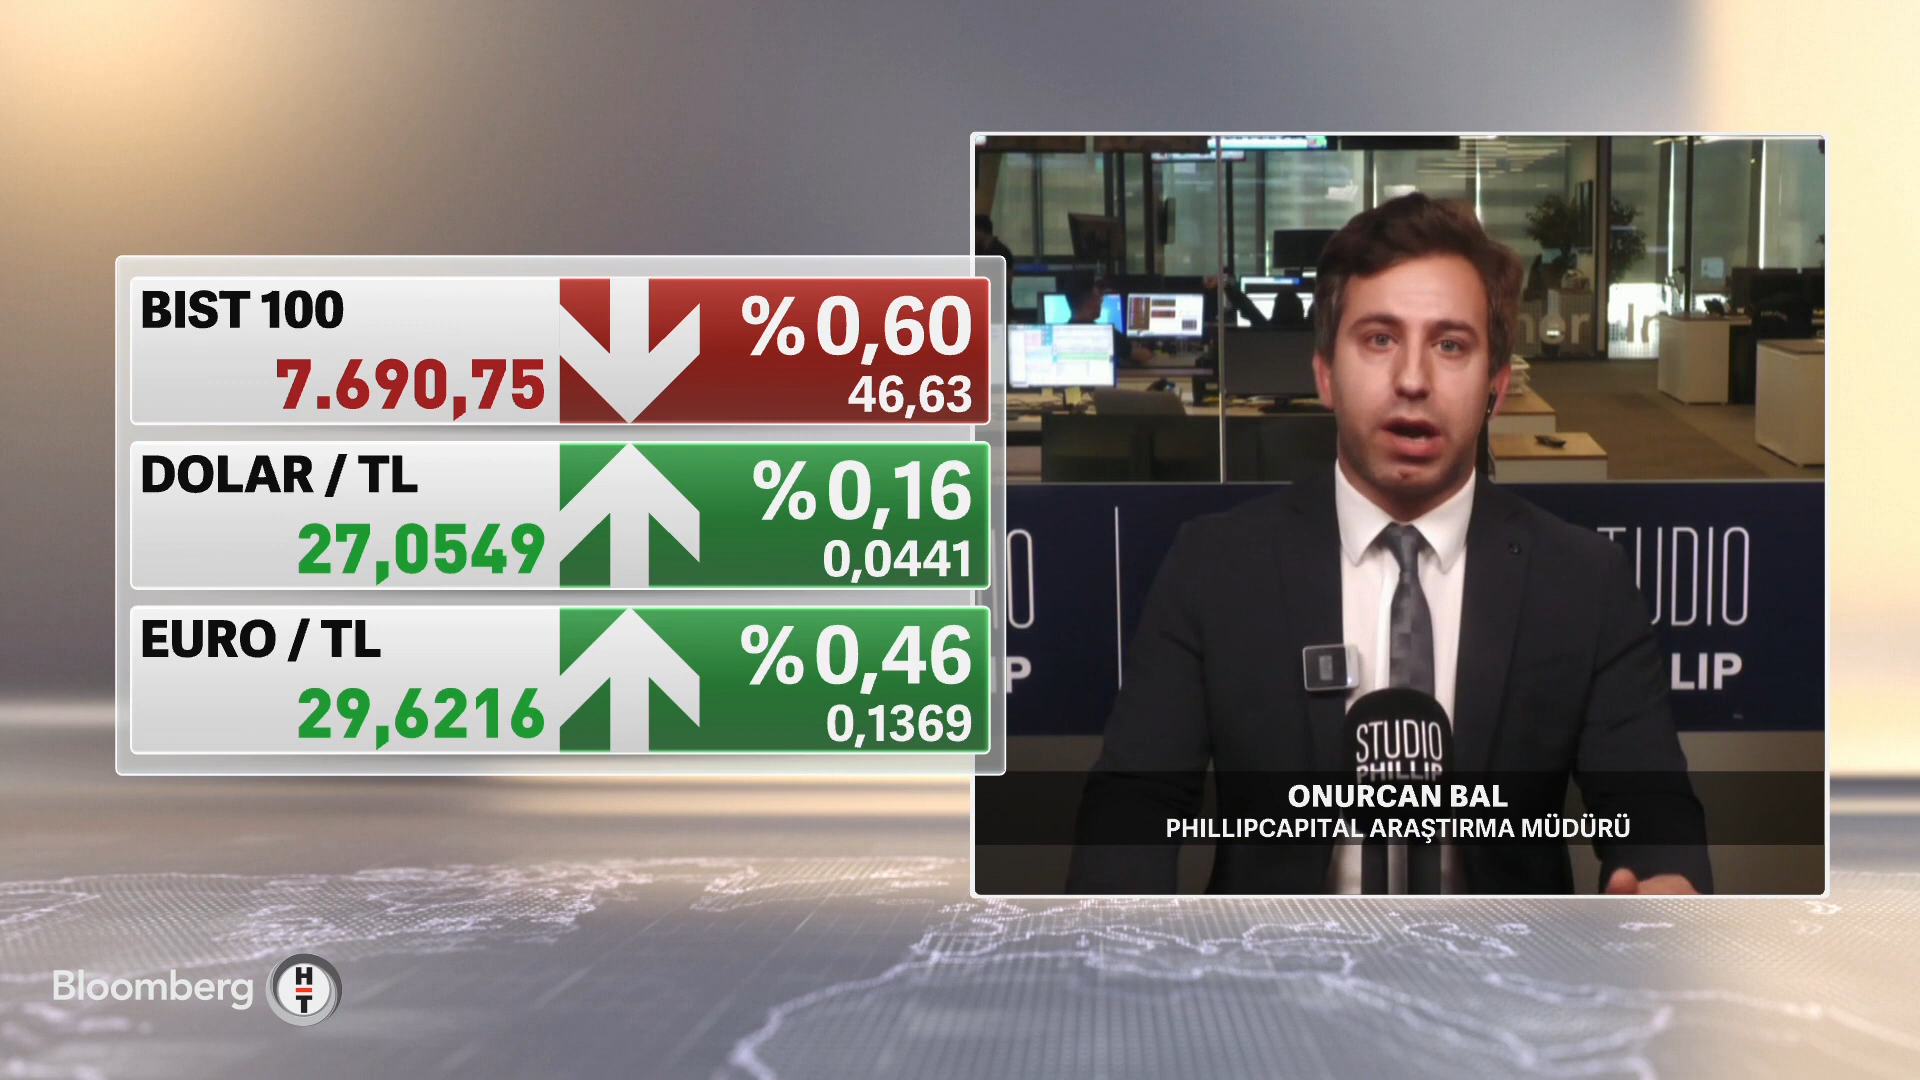 BIST 100
7.690,75
%0,60
46,63
DOLAR / TL
27,0549
%0,16
0,0441
EURO / TL
29,6216
%0,46
0,1369
STUDIO
LIP
STUDIO
PHILLIP
ONURCAN BAL
PHILLIPCAPITAL ARAŞTIRMA MÜDÜRÜ
Bloomberg HT